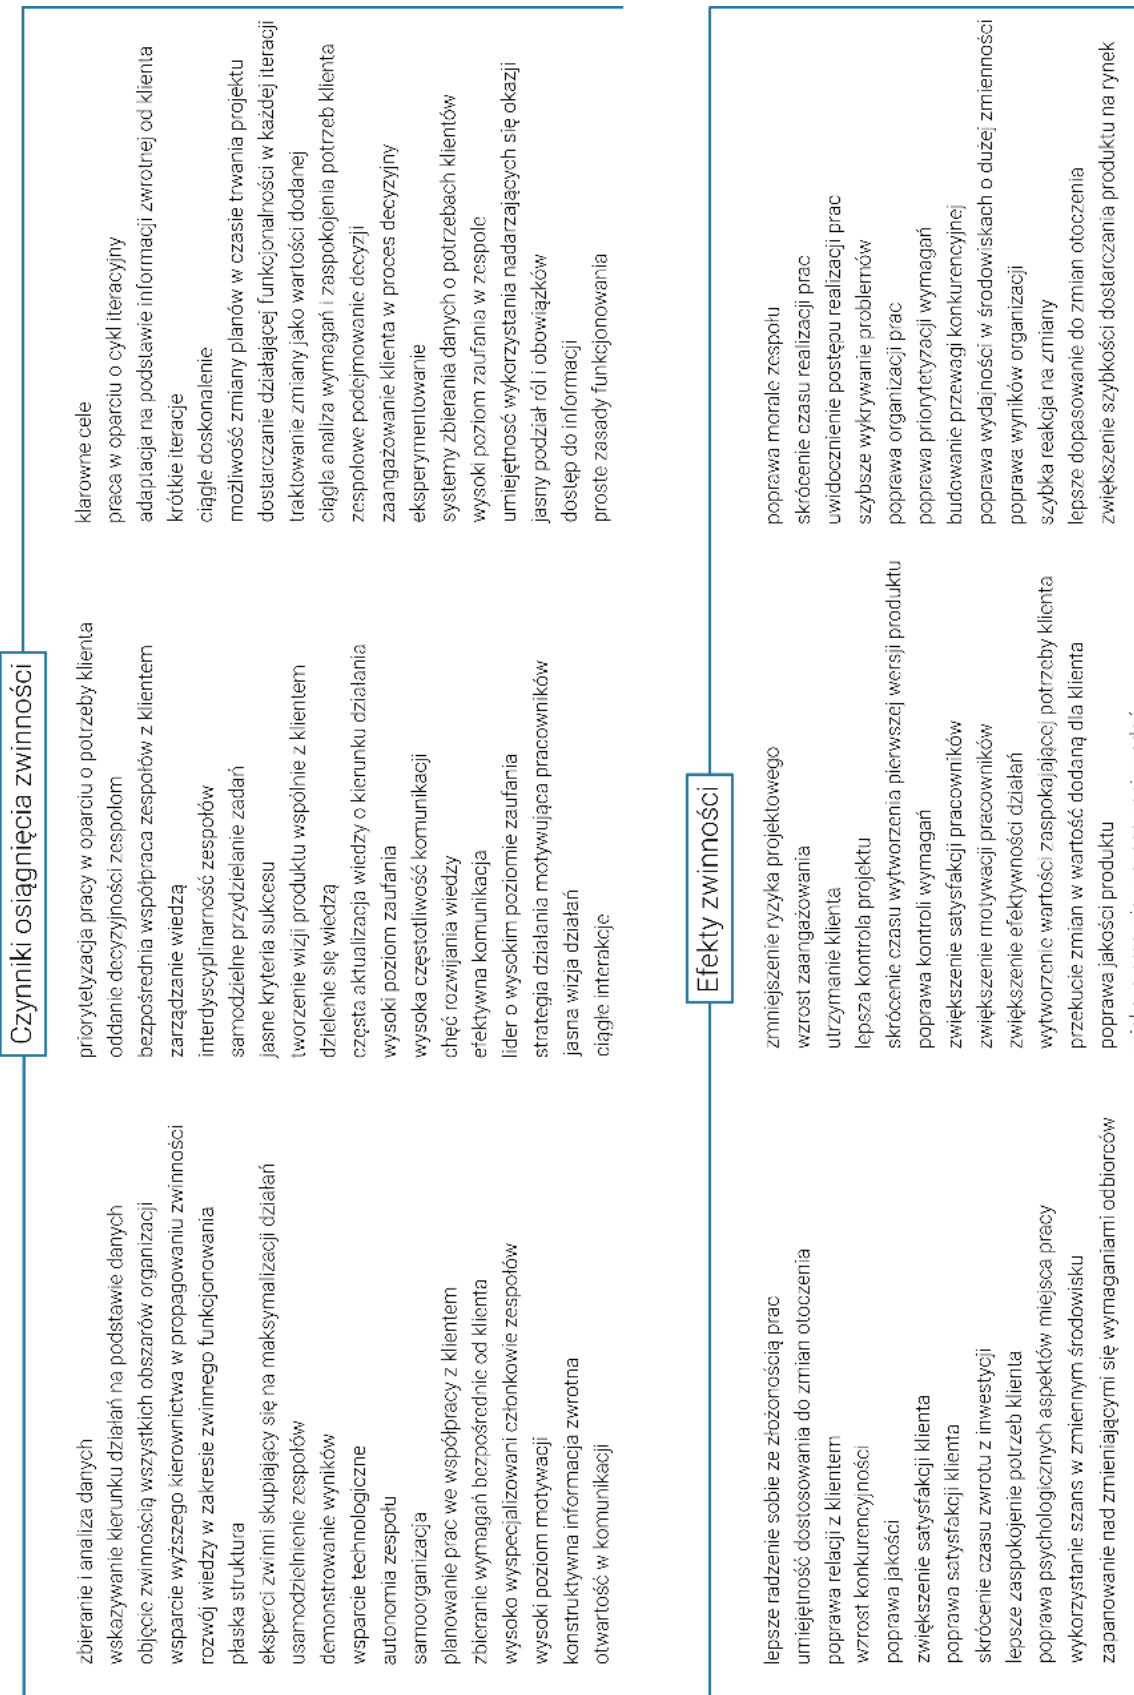 Czynniki osiągnięcia zwinności
zbieranie i analiza danych
wskazywanie kierunku działań na podstawie danych
objęcie zwinnością wszystkich obszarów organizacji
wsparcie wyższego kierownictwa w propagowaniu zwinności
rozwój wiedzy w zakresie zwinnego funkcjonowania
płaska struktura
eksperci zwinni skupiający się na maksymalizacji działań
usamodzielnienie zespołów
demonstrowanie wyników
wsparcie technologiczne
autonomia zespołu
samoorganizacja
planowanie prac we współpracy z klientem
zbieranie wymagań bezpośrednie od klienta
wysoko wyspecjalizowani członkowie zespołów
wysoki poziom motywacji
konstruktywna informacja zwrotna
otwartość w komunikacji
priorytetyzacja pracy w oparciu o potrzeby klienta
oddanie decyzyjności zespołom
bezpośrednia współpraca zespołów z klientem
zarządzanie wiedzą
interdyscyplinarność zespołów
samodzielne przydzielanie zadań
jasne kryteria sukcesu
tworzenie wizji produktu wspólnie z klientem
dzielenie się wiedzą
częsta aktualizacja wiedzy o kierunku działania
wysoki poziom zaufania
wysoka częstotliwość komunikacji
chęć rozwijania wiedzy
efektywna komunikacja
lider o wysokim poziomie zaufania
strategia działania motywująca pracowników
jasna wizja działań
ciągłe interakcje
klarowne cele
praca w oparciu o cykl iteracyjny
adaptacja na podstawie informacji zwrotnej od klienta
krótkie iteracje
ciągłe doskonalenie
możliwość zmiany planów w czasie trwania projektu
dostarczanie działającej funkcjonalności w każdej iteracji
traktowanie zmiany jako wartości dodanej
ciągła analiza wymagań i zaspokojenia potrzeb klienta
zespołowe podejmowanie decyzji
zaangażowanie klienta w proces decyzyjny
eksperymentowanie
systemy zbierania danych o potrzebach klientów
wysoki poziom zaufania w zespole
umiejętność wykorzystania nadarzających się okazji
jasny podział ról i obowiązków
dostęp do informacji
proste zasady funkcjonowania
Efekty zwinności
lepsze radzenie sobie ze złożonością prac
umiejętność dostosowania do zmian otoczenia
poprawa relacji z klientem
wzrost konkurencyjności
poprawa jakości
zwiększenie satysfakcji klienta
poprawa satysfakcji klienta
skrócenie czasu zwrotu z inwestycji
lepsze zaspokojenie potrzeb klienta
poprawa psychologicznych aspektów miejsca pracy
wykorzystanie szans w zmiennym środowisku
zapanowanie nad zmieniającymi się wymaganiami odbiorców
zmniejszenie ryzyka projektowego
wzrost zaangażowania
utrzymanie klienta
lepsza kontrola projektu
skrócenie czasu wytworzenia pierwszej wersji produktu
poprawa kontroli wymagań
zwiększenie satysfakcji pracowników
zwiększenie motywacji pracowników
zwiększenie efektywności działań
wytworzenie wartości zaspokajającej potrzeby klienta
przekucie zmian w wartość dodaną dla klienta
poprawa jakości produktu
poprawa morale zespołu
skrócenie czasu realizacji prac
uwidocznienie postępu realizacji prac
szybsze wykrywanie problemów
poprawa organizacji prac
poprawa priorytetyzacji wymagań
budowanie przewagi konkurencyjnej
poprawa wydajności w środowiskach o dużej zmienności
poprawa wyników organizacji
szybka reakcja na zmiany
lepsze dopasowanie do zmian otoczenia
zwiększenie szybkości dostarczania produktu na rynek